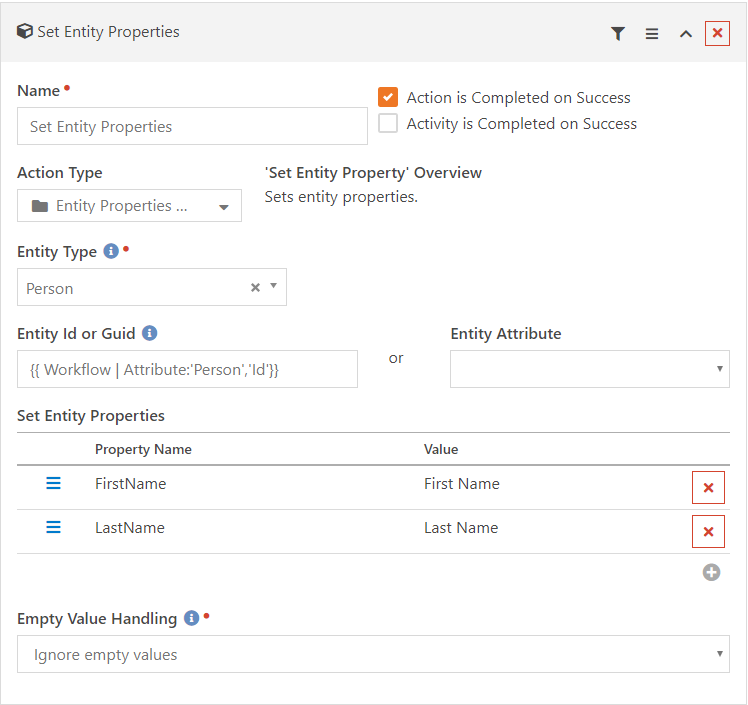 Set Entity Properties
Name
Action is Completed on Success
Set Entity Properties
Activity is Completed on Success
Action Type
'Set Entity Property' Overview
Entity Properties ...
Sets entity properties.
Entity Type
Person
Entity Id or Guid
Entity Attribute
{{ Workflow | Attribute:'Person','Id'}}
or
Set Entity Properties
Property Name Value
FirstName First Name
LastName Last Name
Empty Value Handling
Ignore empty values